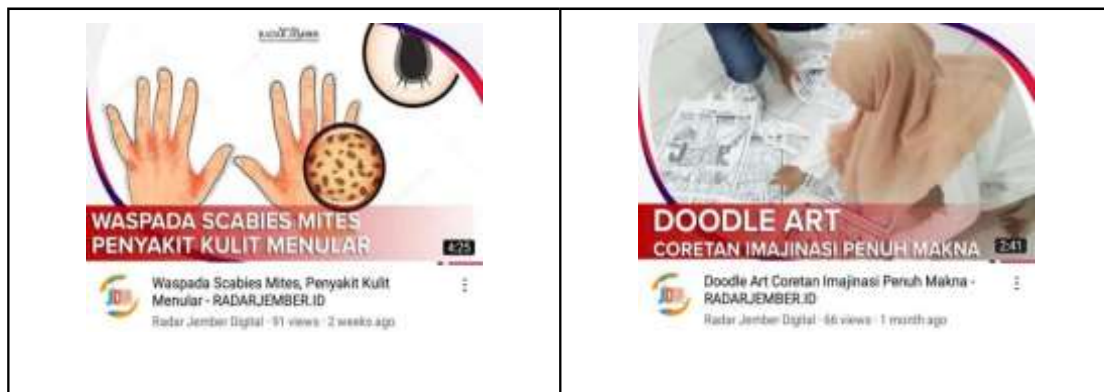 RADAR JEMBER
WASPADA SCABIES MITES
PENYAKIT KULIT MENULAR
4:25
Waspada Scabies Mites, Penyakit Kulit
Menular - RADARJEMBER.ID
Radar Jember Digital · 91 views · 2 weeks ago
DOODLE ART
CORETAN IMAJINASI PENUH MAKNA
2:41
Doodle Art Coretan Imajinasi Penuh Makna -
RADARJEMBER.ID
Radar Jember Digital · 66 views · 1 month ago